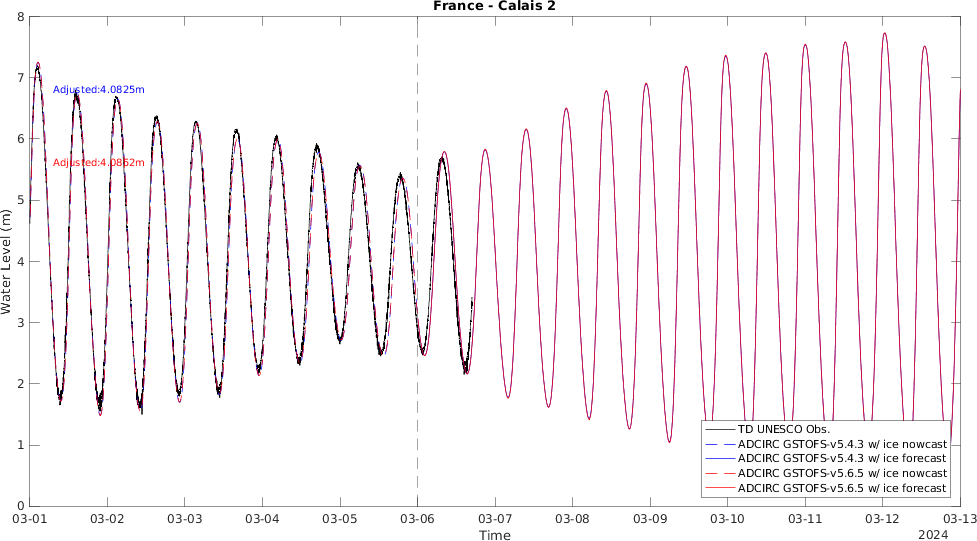 France - Calais 2
8
7
6
5
4
3
2
1
0
Water Level (m)
Adjusted:4.0825m
Adjusted:4.0862m
TD UNESCO Obs.
ADCIRC GSTOFS-v5.4.3 w/ ice nowcast
ADCIRC GSTOFS-v5.4.3 w/ ice forecast
ADCIRC GSTOFS-v5.6.5 w/ ice nowcast
ADCIRC GSTOFS-v5.6.5 w/ ice forecast
03-01 03-02 03-03 03-04 03-05 03-06 03-07 03-08 03-09 03-10 03-11 03-12 03-13
Time
2024